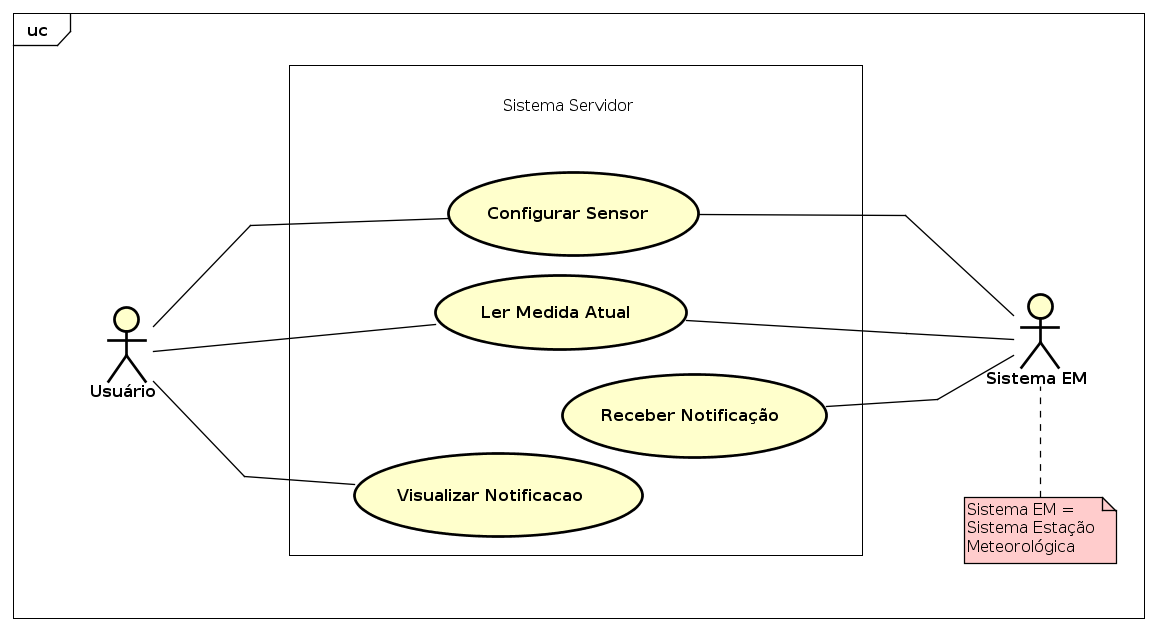 uc
Sistema Servidor
Configurar Sensor
Ler Medida Atual
Usuário
Sistema EM
Receber Notificação
Visualizar Notificacao
Sistema EM =
Sistema Estação
Meteorológica